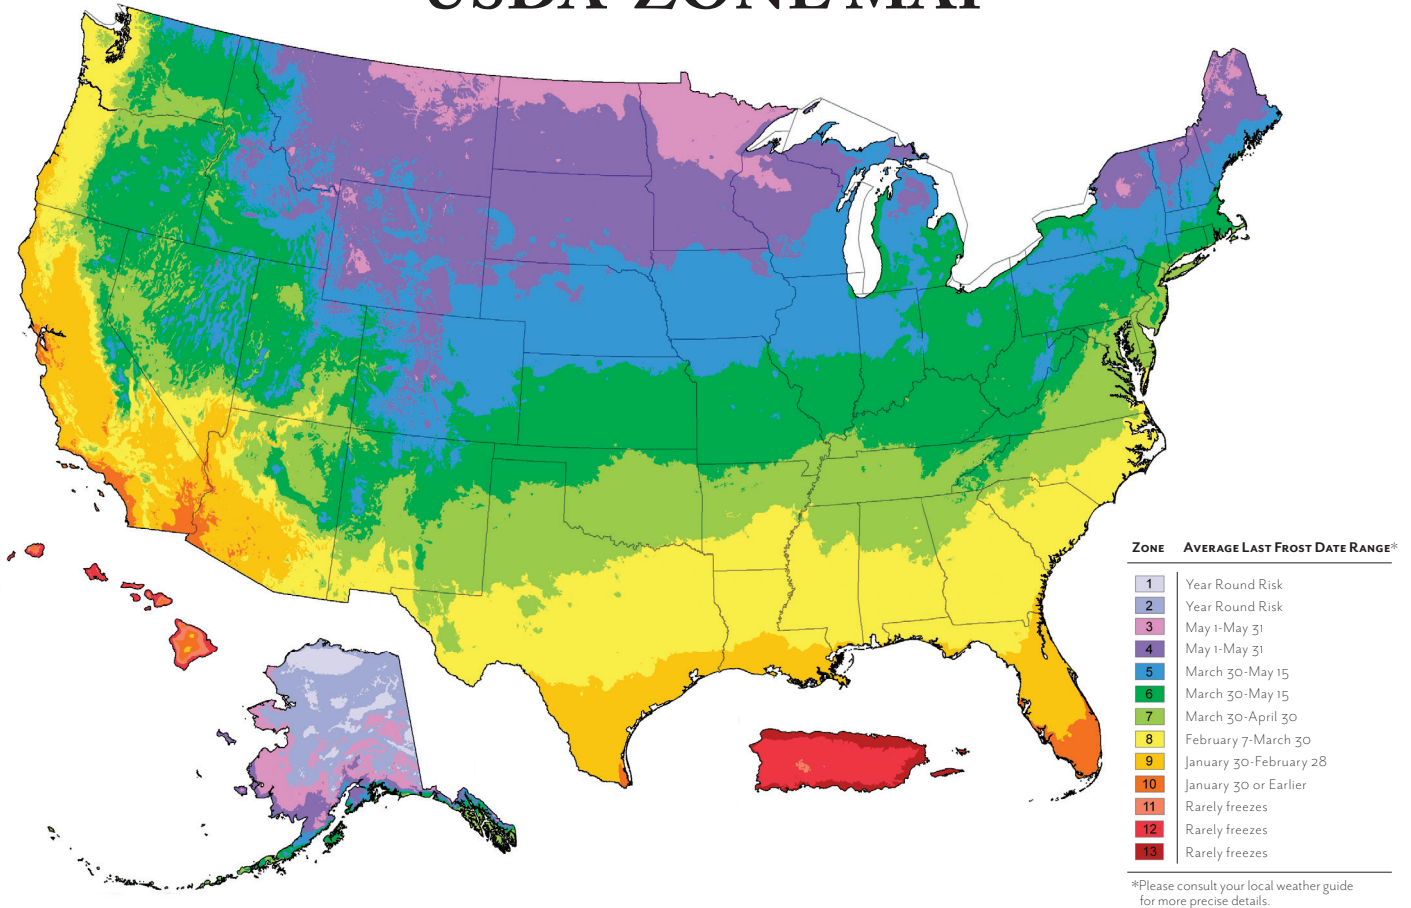 USDA ZONE MAP
ZONE AVERAGE LAST FROST DATE RANGE*
1 Year Round Risk
2 Year Round Risk
3 May 1-May 31
4 May 1-May 31
5 March 30-May 15
6 March 30-May 15
7 March 30-April 30
8 February 7-March 30
9 January 30-February 28
10 January 30 or Earlier
11 Rarely freezes
12 Rarely freezes
13 Rarely freezes
*Please consult your local weather guide
for more precise details.